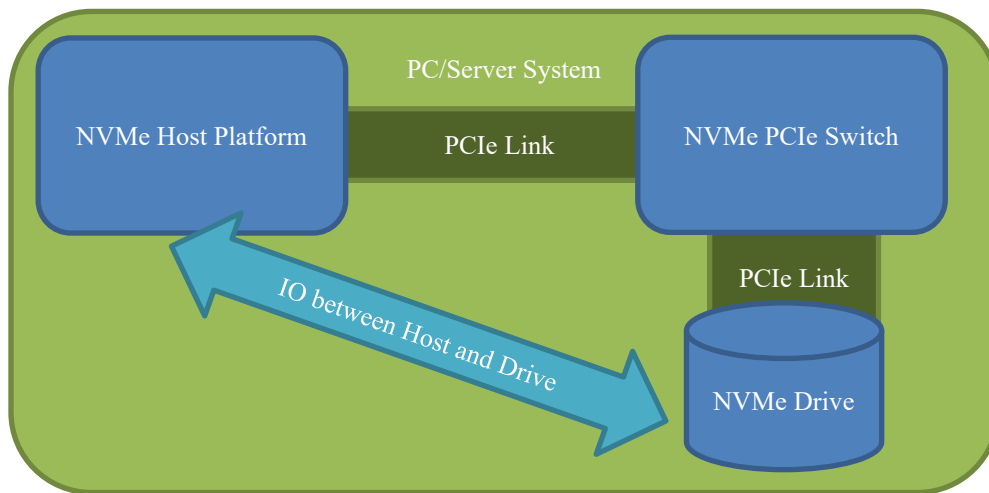 PC/Server System
NVMe Host Platform
PCIe Link
NVMe PCIe Switch
PCIe Link
IO between Host and Drive
NVMe Drive